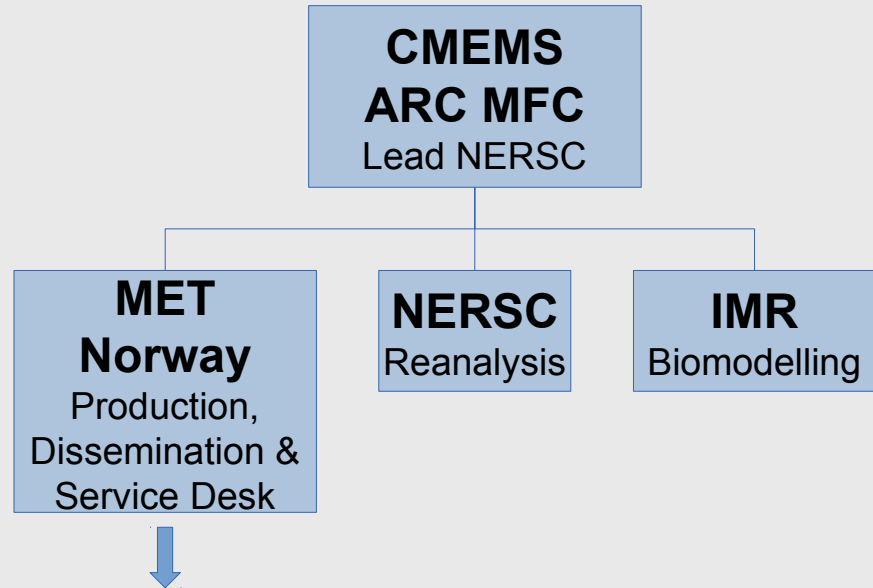 CMEMS
ARC MFC
Lead NERSC
MET
Norway
Production,
Dissemination &
Service Desk
NERSC
Reanalysis
IMR
Biomodelling